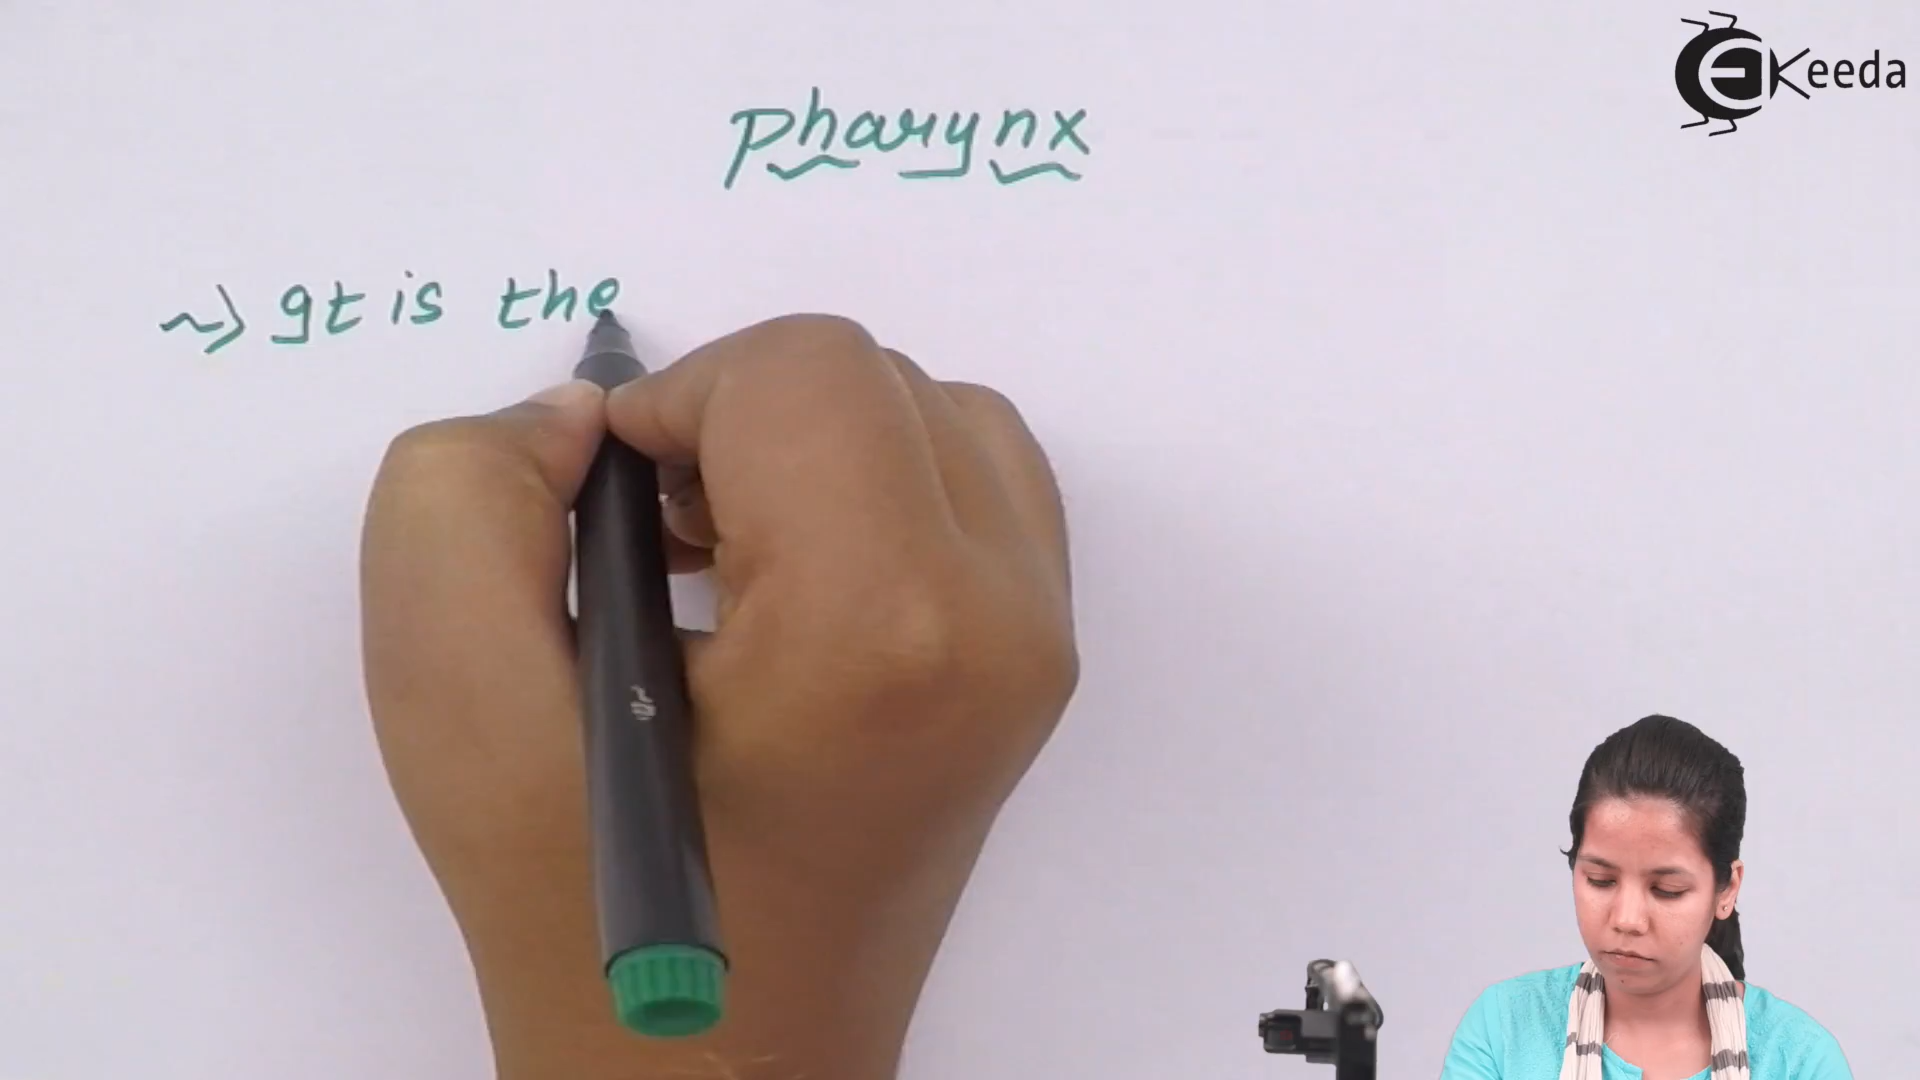 EKeeda
pharynx
~> It is the